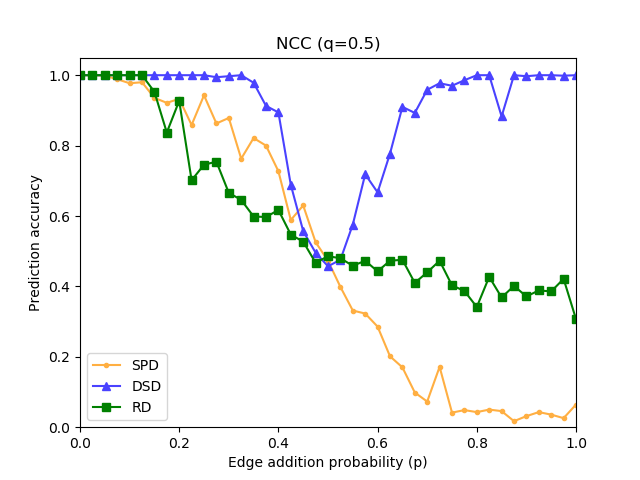 NCC (q=0.5)
Prediction accuracy
1.0
0.8
0.6
0.4
0.2
0.0
SPD
DSD
RD
0.0 0.2 0.4 0.6 0.8 1.0
Edge addition probability (p)